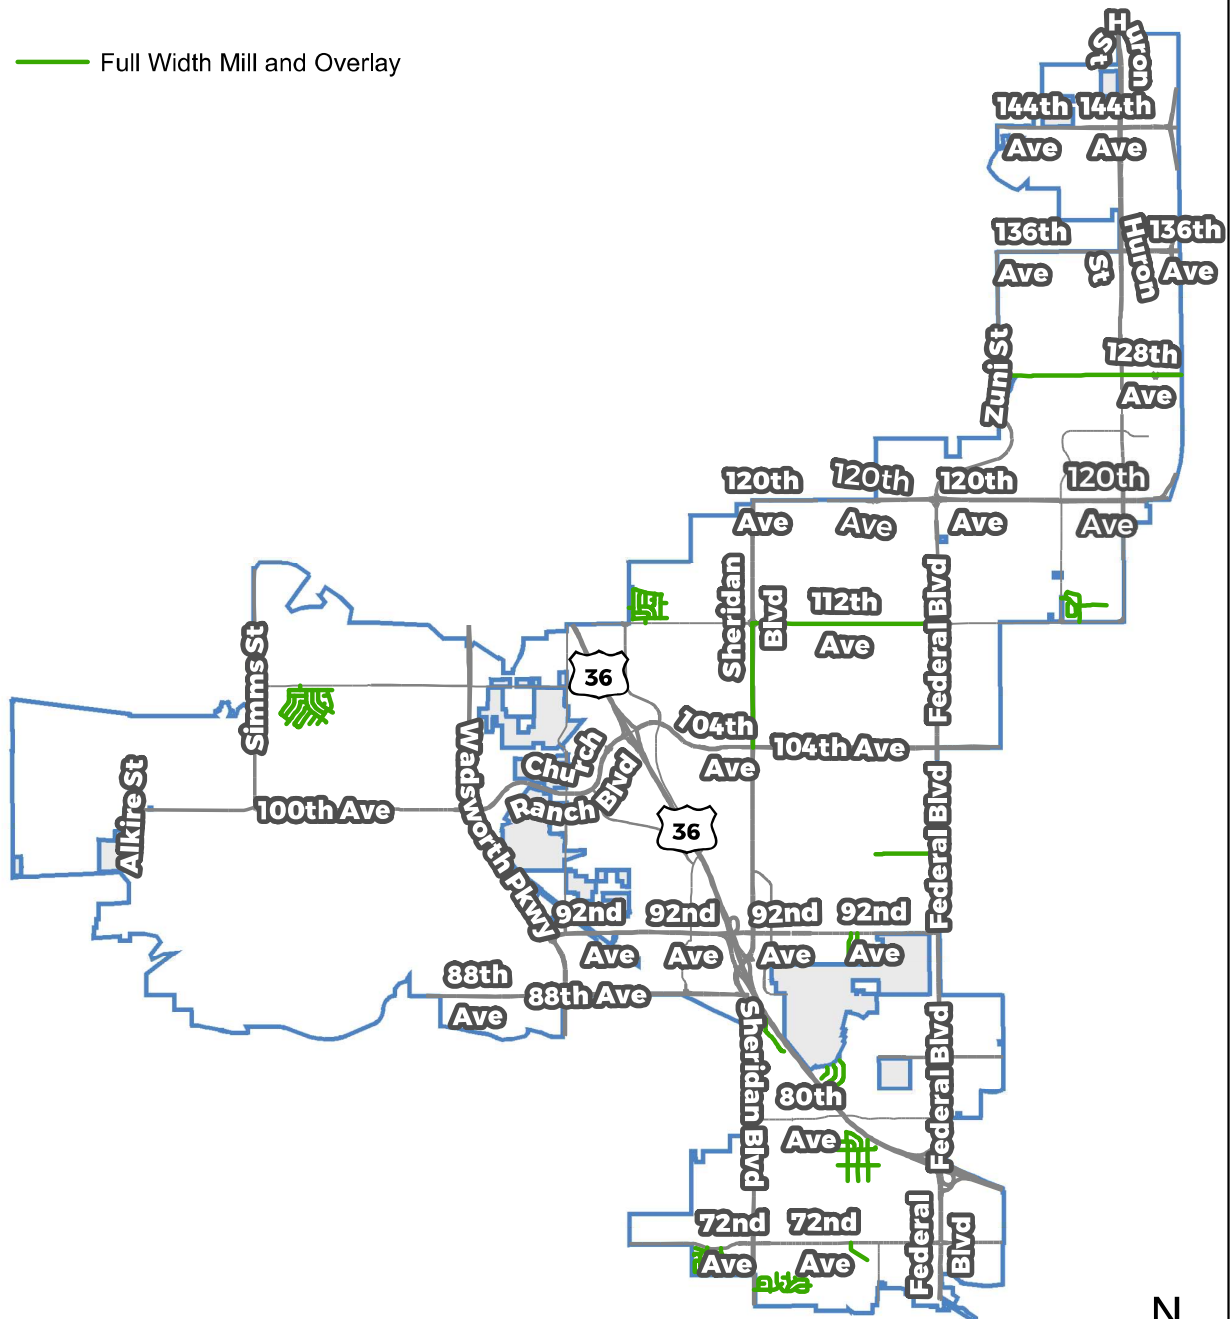 Huron
St
Full Width Mill and Overlay
144th 144th
Ave Ave
136th 136th
Huron
St
Ave Ave
Zuni St
128th
Ave
120th 120th 120th 120th
Ave Ave Ave Ave
Sheridan
Blvd
112th
Ave
Federal Blvd
Simms St
36
104th
Ave
104th Ave
Wadsworth Pkwy
Church
Ranch Blvd
Alkire St
100th Ave
36
Federal Blvd
92nd 92nd 92nd 92nd
Ave Ave Ave Ave
88th
Ave
88th Ave
Sheridan Blvd
Federal Blvd
80th
Ave
72nd 72nd
Ave Ave
Federal
Blvd
N